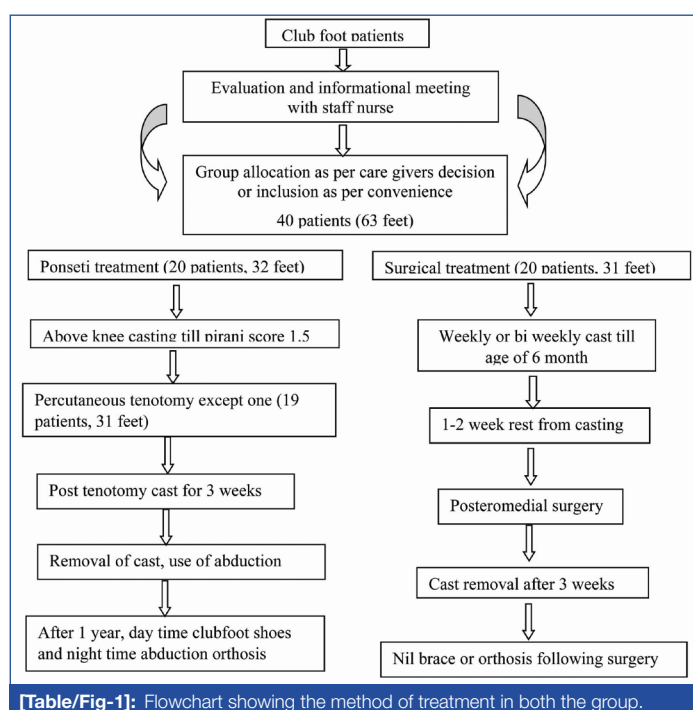 Club foot patients
Evaluation and informational meeting
with staff nurse
Group allocation as per care givers decision
or inclusion as per convenience
40 patients (63 feet)
Ponseti treatment (20 patients, 32 feet)
Above knee casting till pirani score 1.5
Percutaneous tenotomy except one (19
patients, 31 feet)
Post tenotomy cast for 3 weeks
Removal of cast, use of abduction
After 1 year, day time clubfoot shoes
and night time abduction orthosis
Surgical treatment (20 patients, 31 feet)
Weekly or bi weekly cast till
age of 6 month
1-2 week rest from casting
Posteromedial surgery
Cast removal after 3 weeks
Nil brace or orthosis following surgery
[Table/Fig-1]: Flowchart showing the method of treatment in both the group.